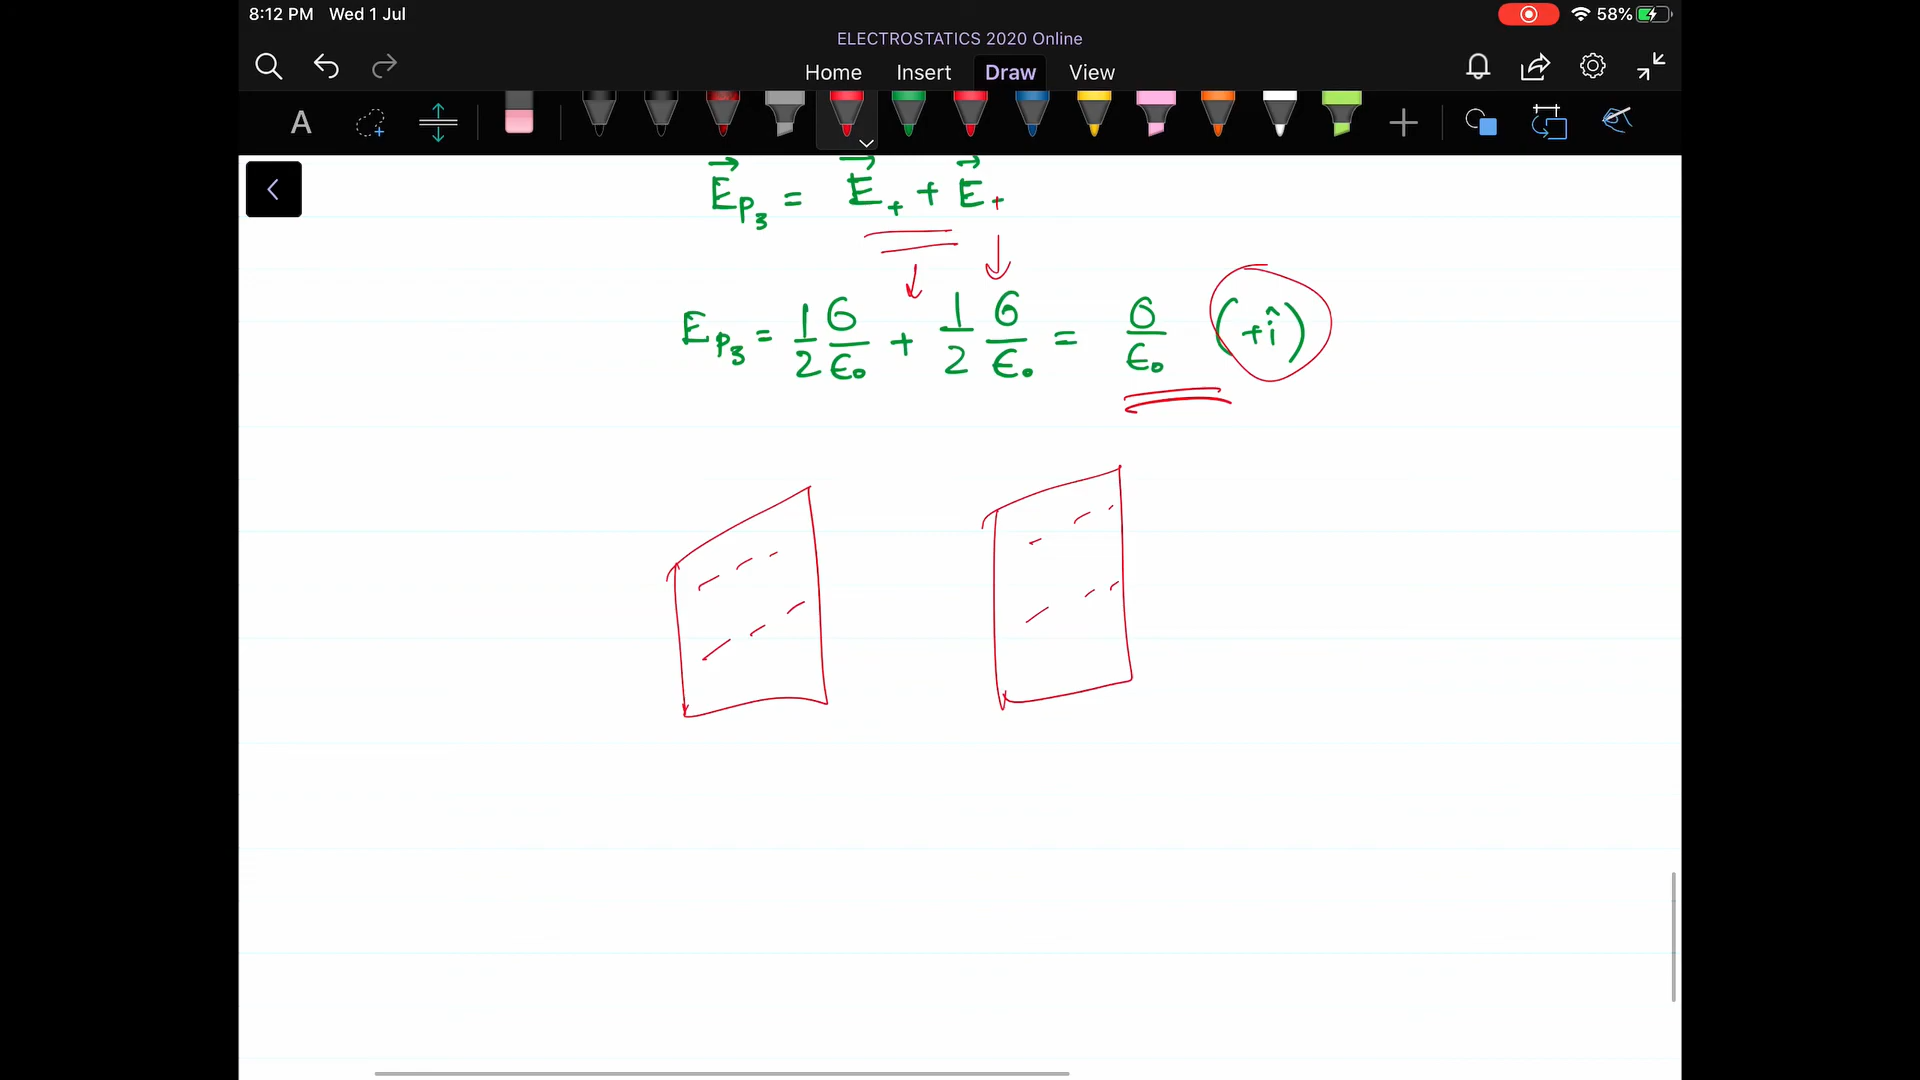 8:12 PM Wed 1 Jul 58%
ELECTROSTATICS 2020 Online
Home Insert Draw View
A
E⃗p₃ = E⃗₊ + E⃗₊
Ep₃ = 1/2 σ/ϵ₀ + 1/2 σ/ϵ₀ = σ/ϵ₀ (+î)